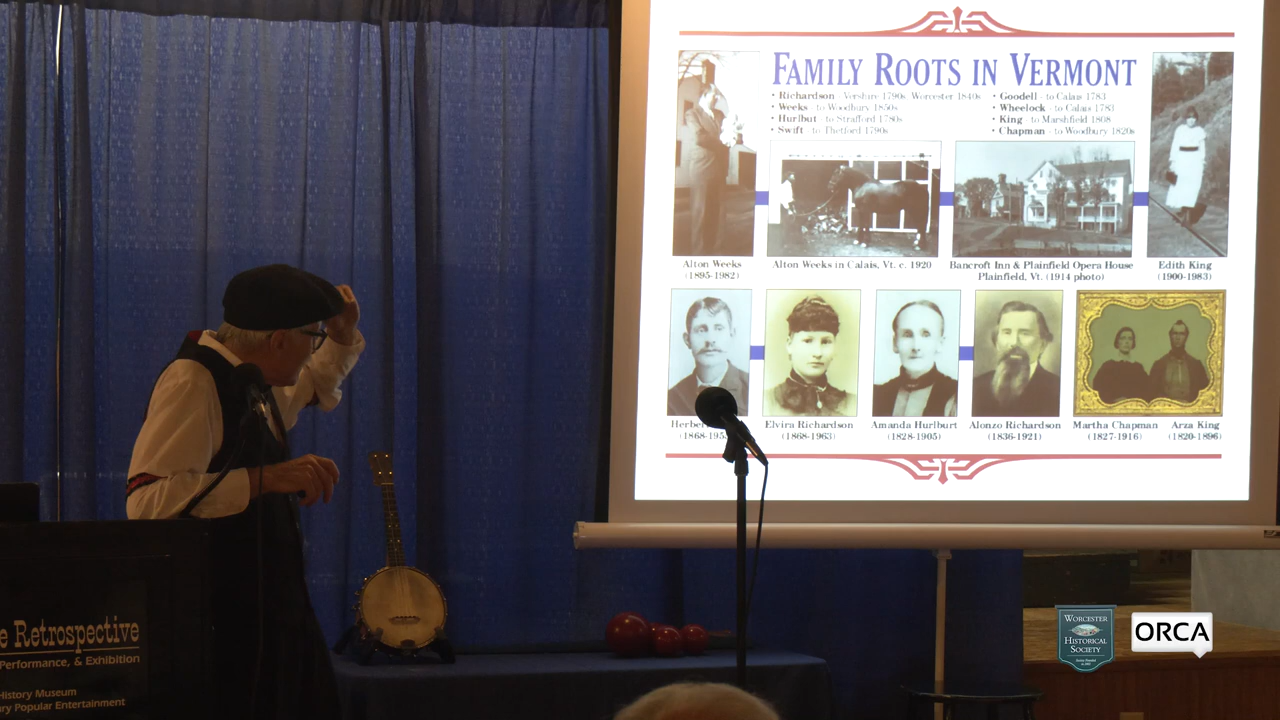 FAMILY ROOTS IN VERMONT
• Richardson - Vershire 1790s Worcester 1840s
• Weeks - to Woodbury 1850s
• Hurlbut - to Strafford 1780s
• Swift - to Thetford 1790s
• Goodell - to Calais 1783
• Wheelock - to Calais 1783
• King - to Marshfield 1808
• Chapman - to Woodbury 1820s
Alton Weeks
(1895-1982)
Alton Weeks in Calais, Vt. c. 1920
Bancroft Inn & Plainfield Opera House
Plainfield, Vt. (1914 photo)
Edith King
(1900-1983)
Elvira Richardson
(1868-1963)
Amanda Hurlburt
(1828-1905)
Alonzo Richardson
(1836-1921)
Martha Chapman
(1827-1916)
Arza King
(1820-1896)
e Retrospective
Performance, & Exhibition
History Museum
ry Popular Entertainment
WORCESTER
HISTORICAL
SOCIETY
ORCA